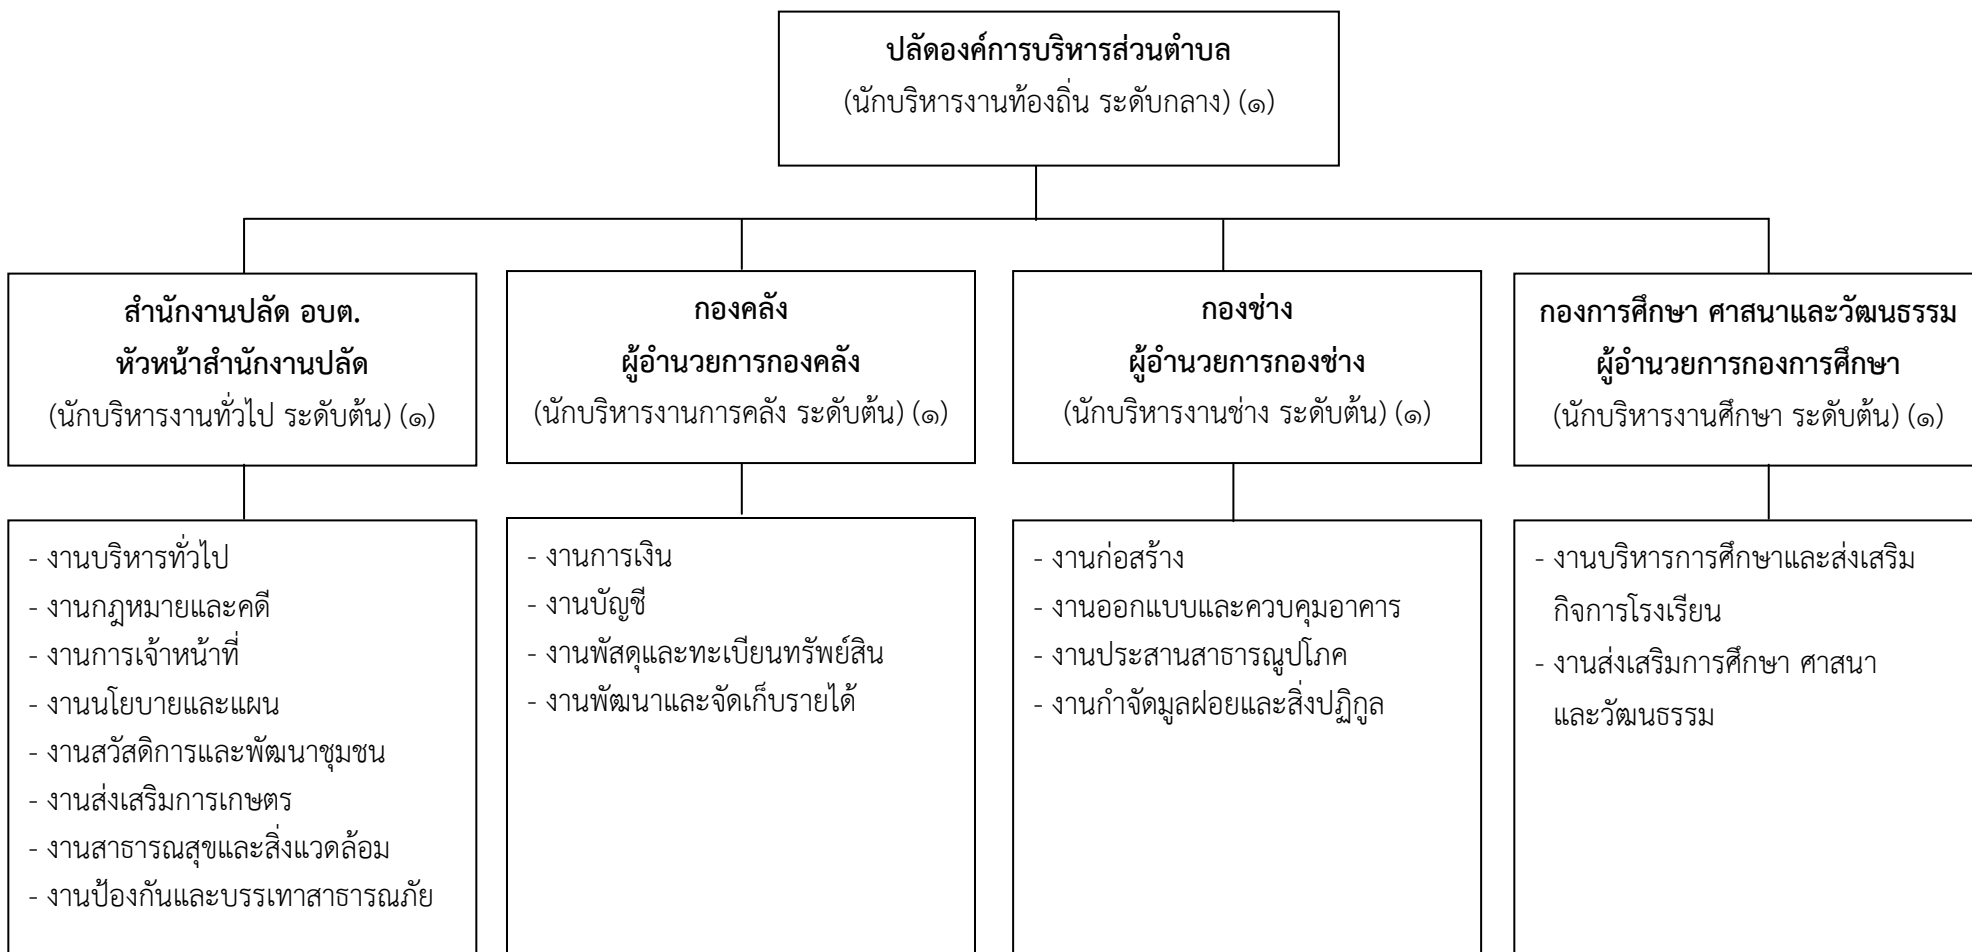 ปลัดองค์การบริหารส่วนตำบล
(นักบริหารงานท้องถิ่น ระดับกลาง) (๑)
สำนักงานปลัด อบต.
หัวหน้าสำนักงานปลัด
(นักบริหารงานทั่วไป ระดับต้น) (๑)
กองคลัง
ผู้อำนวยการกองคลัง
(นักบริหารงานการคลัง ระดับต้น) (๑)
กองช่าง
ผู้อำนวยการกองช่าง
(นักบริหารงานช่าง ระดับต้น) (๑)
กองการศึกษา ศาสนาและวัฒนธรรม
ผู้อำนวยการกองการศึกษา
(นักบริหารงานศึกษา ระดับต้น) (๑)
- งานบริหารทั่วไป
- งานกฎหมายและคดี
- งานการเจ้าหน้าที่
- งานนโยบายและแผน
- งานสวัสดิการและพัฒนาชุมชน
- งานส่งเสริมการเกษตร
- งานสาธารณสุขและสิ่งแวดล้อม
- งานป้องกันและบรรเทาสาธารณภัย
- งานการเงิน
- งานบัญชี
- งานพัสดุและทะเบียนทรัพย์สิน
- งานพัฒนาและจัดเก็บรายได้
- งานก่อสร้าง
- งานออกแบบและควบคุมอาคาร
- งานประสานสาธารณูปโภค
- งานกำจัดมูลฝอยและสิ่งปฏิกูล
- งานบริหารการศึกษาและส่งเสริม
กิจการโรงเรียน
- งานส่งเสริมการศึกษา ศาสนา
และวัฒนธรรม